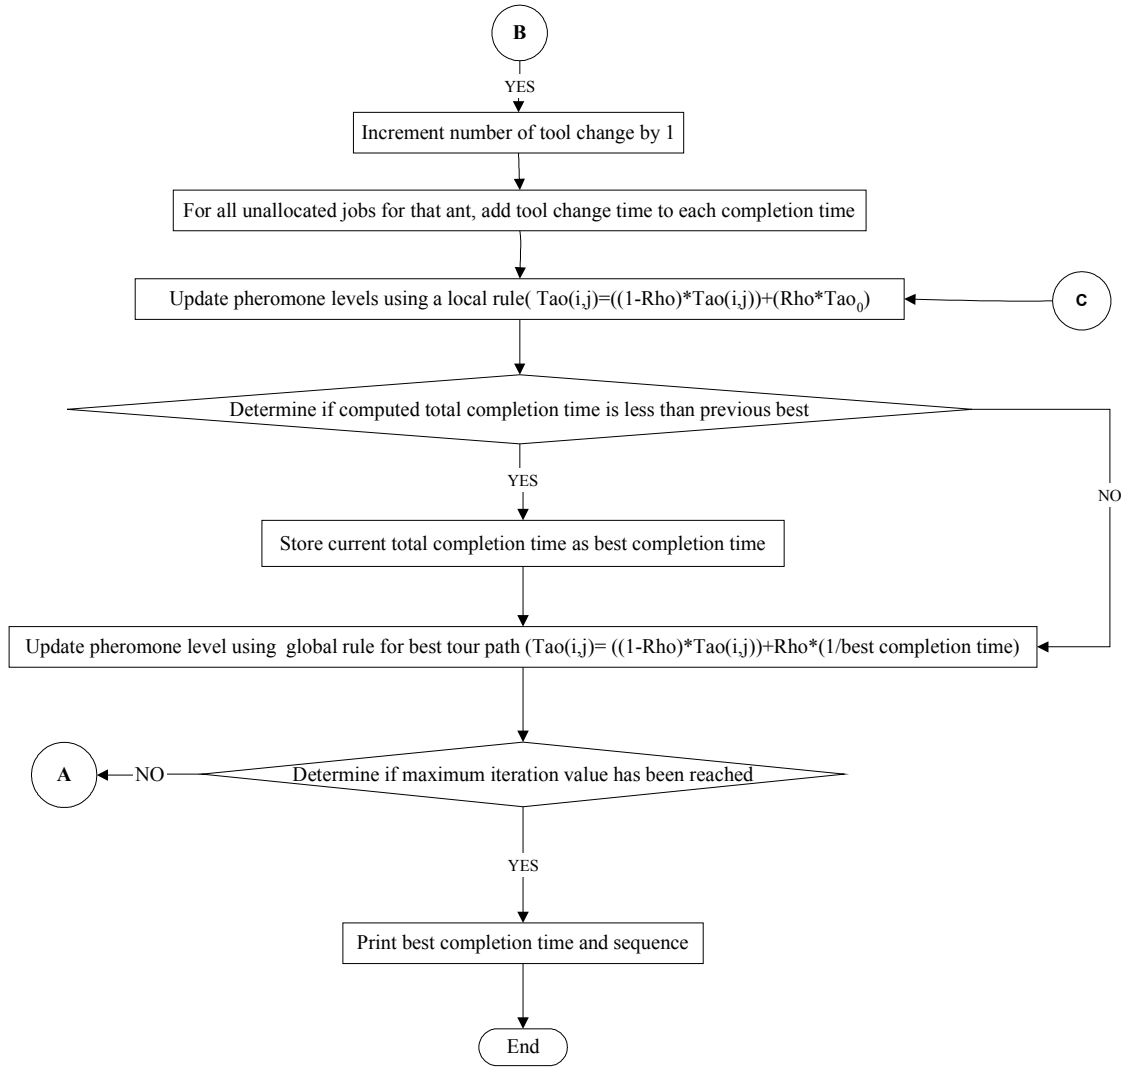 B
YES
Increment number of tool change by 1
For all unallocated jobs for that ant, add tool change time to each completion time
Update pheromone levels using a local rule( Tao(i,j)=((1-Rho)*Tao(i,j))+(Rho*Tao₀)
C
Determine if computed total completion time is less than previous best
YES
NO
Store current total completion time as best completion time
Update pheromone level using  global rule for best tour path (Tao(i,j)= ((1-Rho)*Tao(i,j))+Rho*(1/best completion time)
A
NO
Determine if maximum iteration value has been reached
YES
Print best completion time and sequence
End